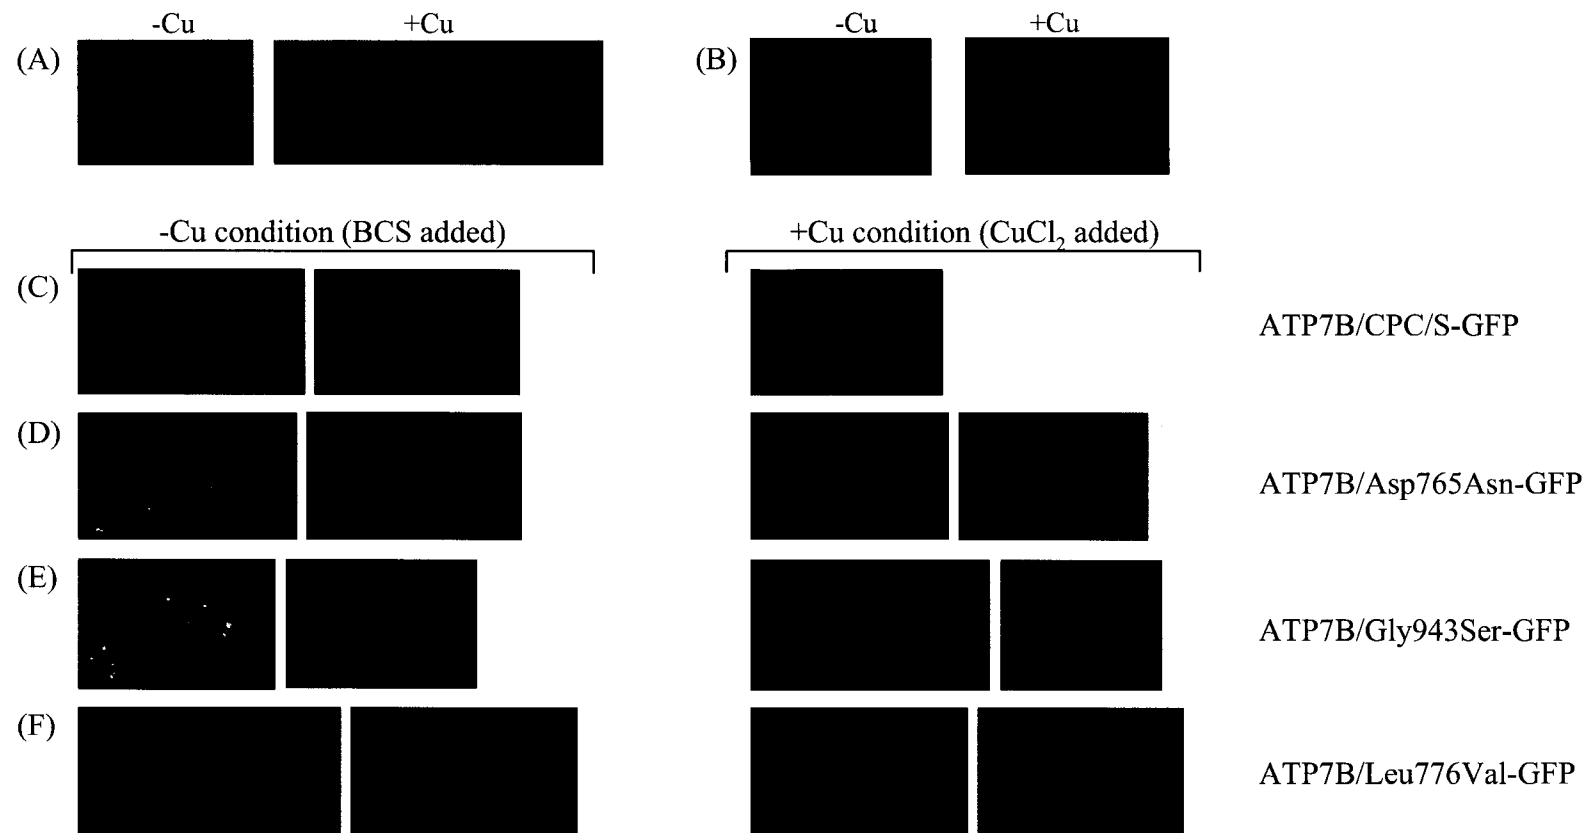 -Cu +Cu -Cu +Cu
(A) (B)
-Cu condition (BCS added) +Cu condition (CuCl₂ added)
(C) ATP7B/CPC/S-GFP
(D) ATP7B/Asp765Asn-GFP
(E) ATP7B/Gly943Ser-GFP
(F) ATP7B/Leu776Val-GFP